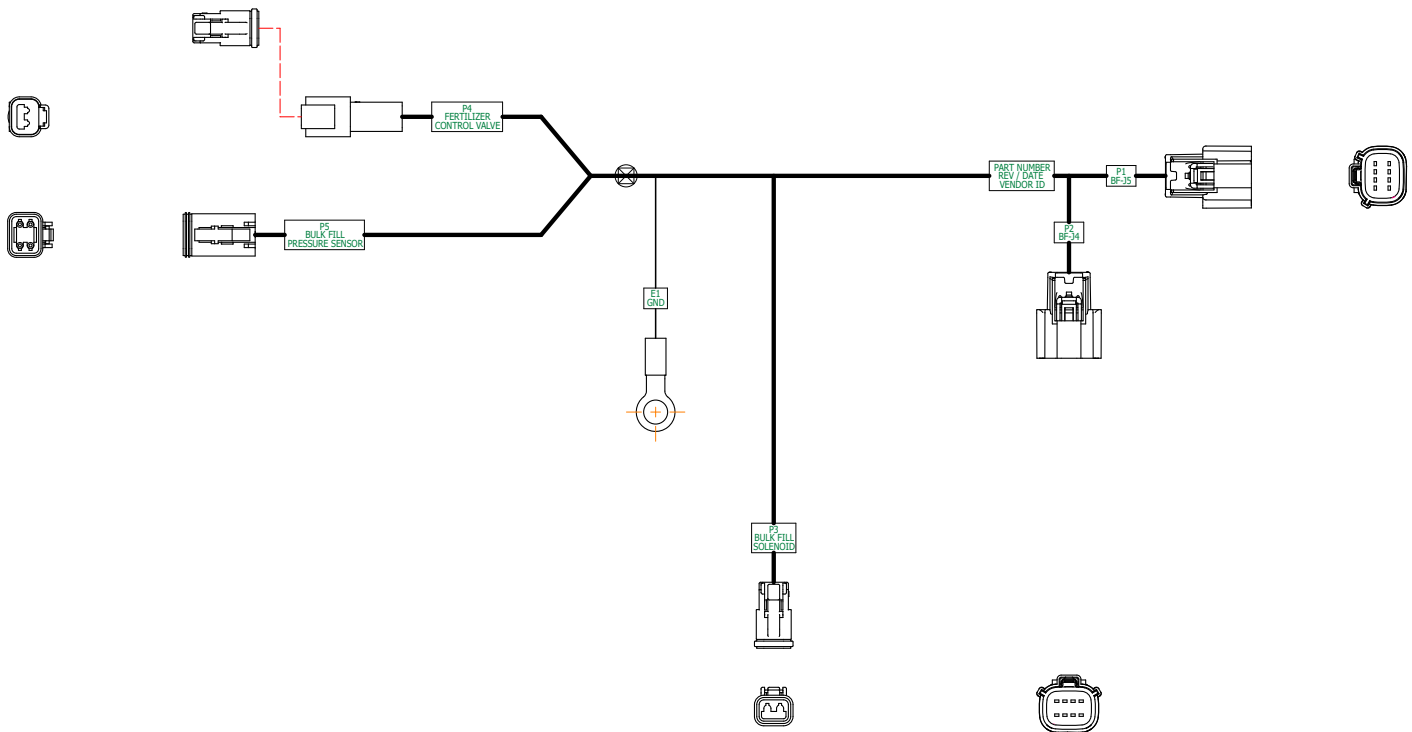 P4
FERTILIZER
CONTROL VALVE
PART NUMBER
REV / DATE
VENDOR ID
P1
BF-J5
P5
BULK FILL
PRESSURE SENSOR
P2
BF-J4
E1
GND
P3
BULK FILL
SOLENOID